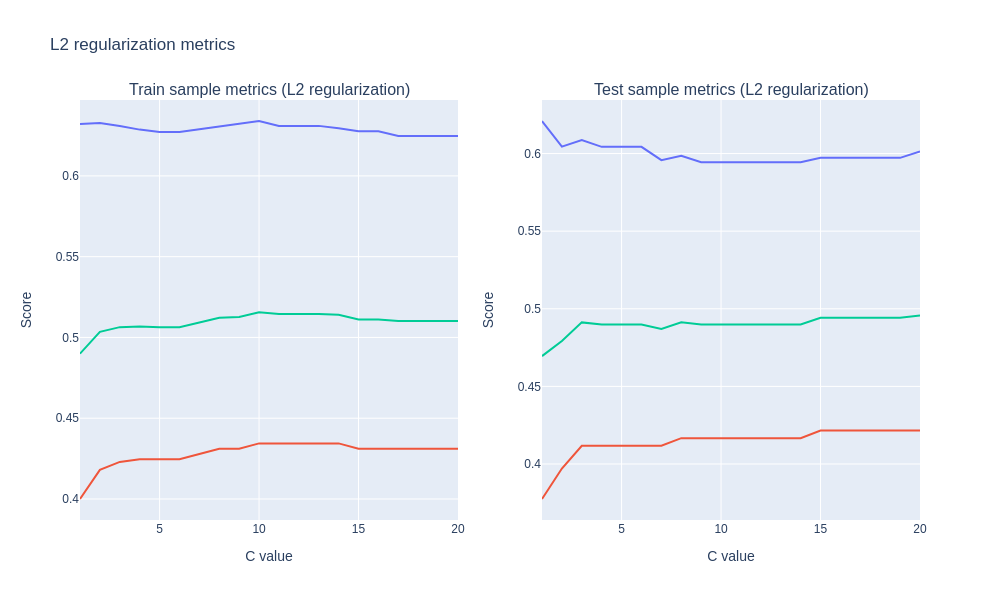 L2 regularization metrics
Train sample metrics (L2 regularization)
Test sample metrics (L2 regularization)
0.6
0.55
0.5
0.45
0.4
Score
5
10
15
20
C value
0.6
0.55
0.5
0.45
0.4
Score
5
10
15
20
C value